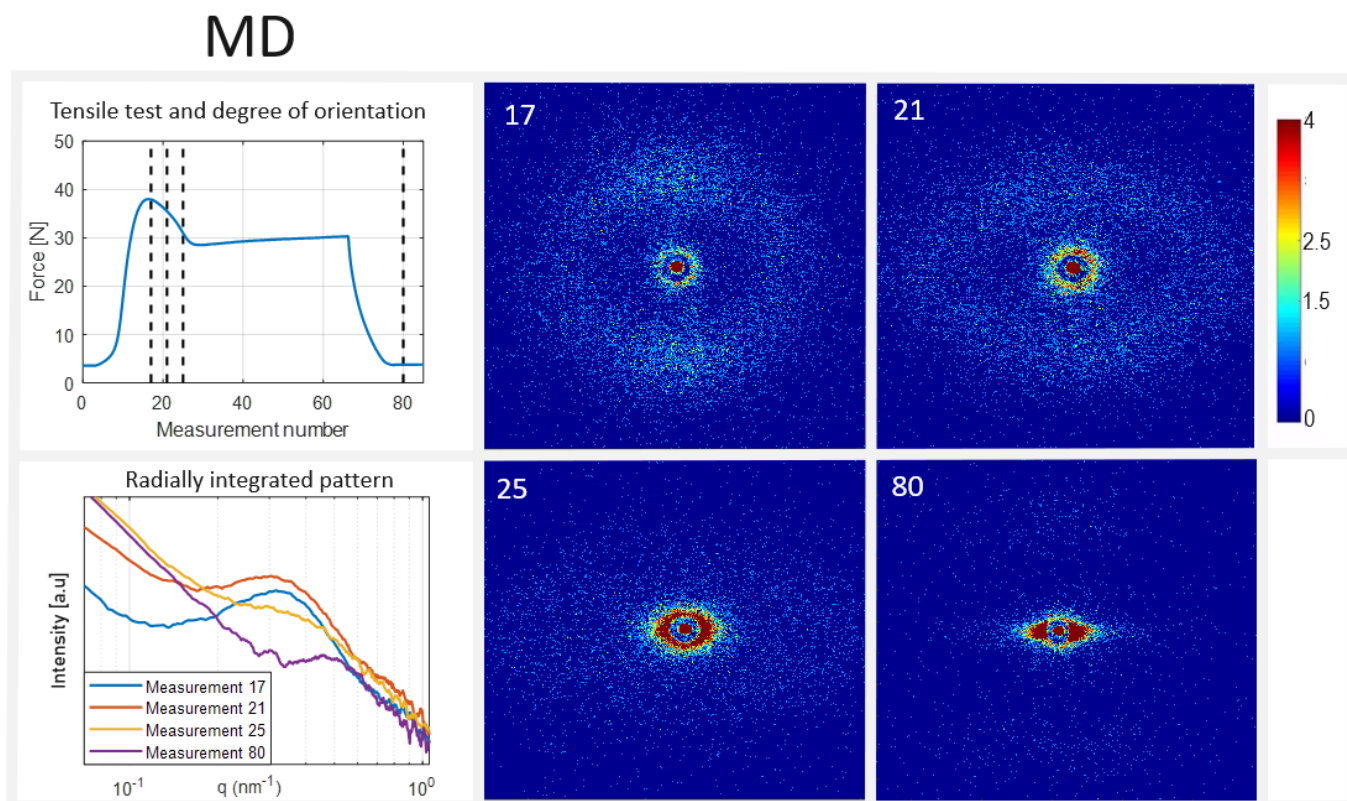 MD
Tensile test and degree of orientation
50
40
30
20
10
0
Force [N]
0 20 40 60 80
Measurement number
17
21
4
2.5
1.5
0
Radially integrated pattern
Intensity [a.u]
Measurement 17
Measurement 21
Measurement 25
Measurement 80
10⁻¹ q (nm⁻¹) 10⁰
25
80